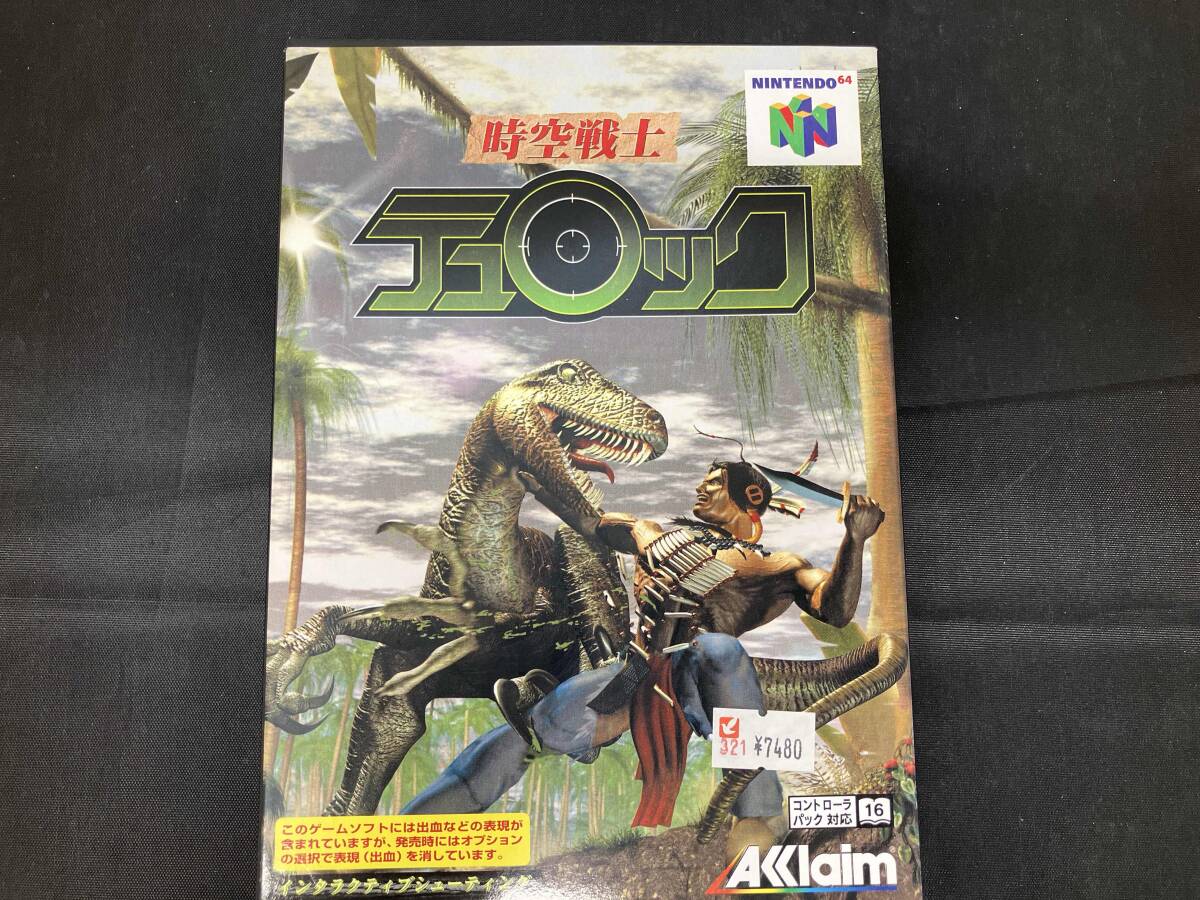 NINTENDO64
時空戦士
テュロック
321 ¥7480
コントローラ
パック 対応 16
このゲームソフトには出血などの表現が
含まれていますが、発売時にはオプション
の選択で表現（出血）を消しています。
インタラクティブシューティング
AKKlaim